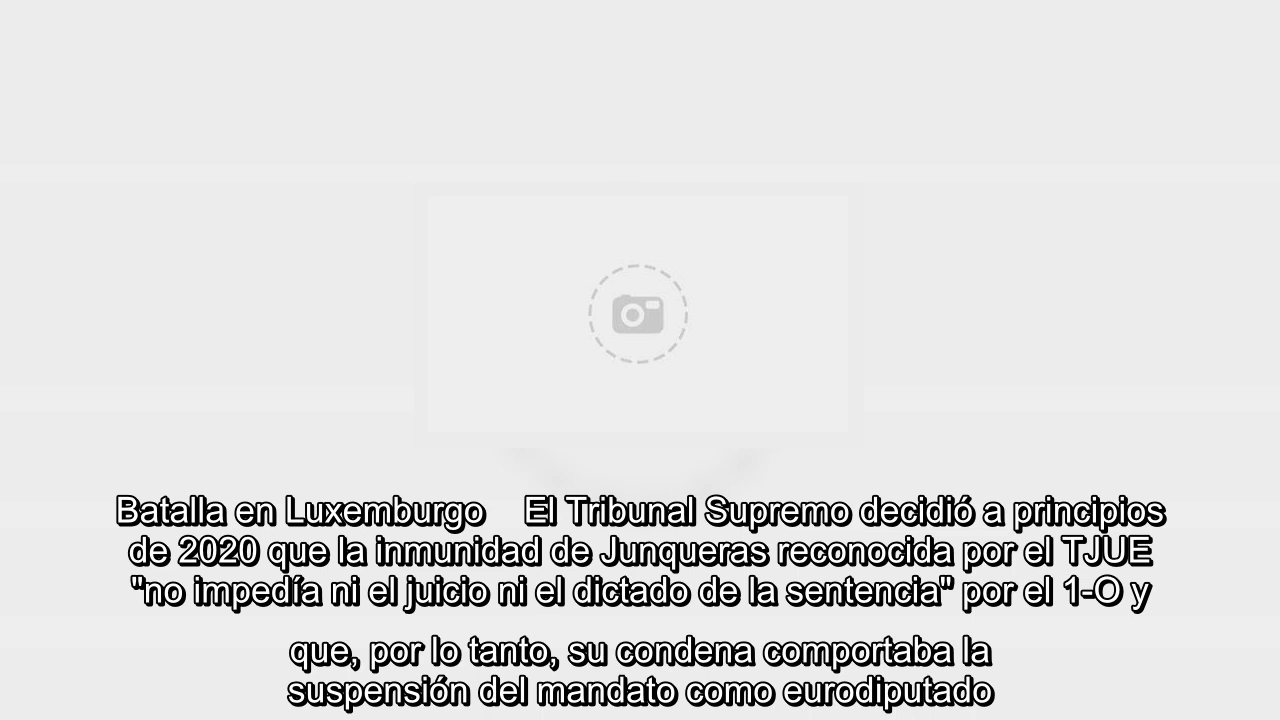 Batalla en Luxemburgo    El Tribunal Supremo decidió a principios
de 2020 que la inmunidad de Junqueras reconocida por el TJUE
"no impedía ni el juicio ni el dictado de la sentencia" por el 1-O y
que, por lo tanto, su condena comportaba la
suspensión del mandato como eurodiputado